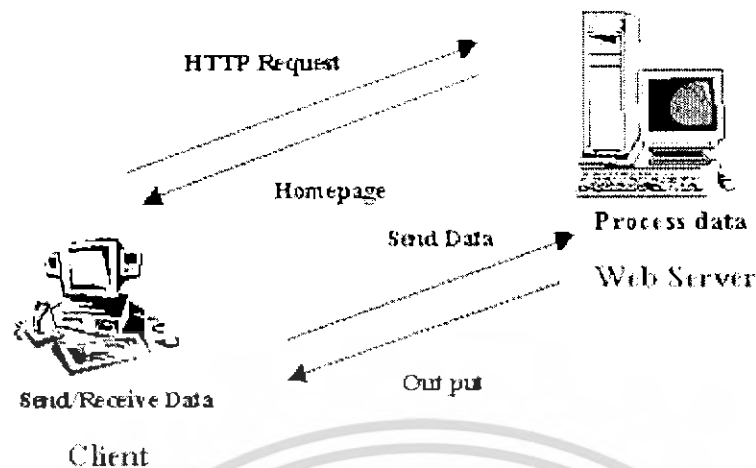 HTTP Request
Homepage
Send Data
Process data
Web Server
Out put
Send/Receive Data
Client